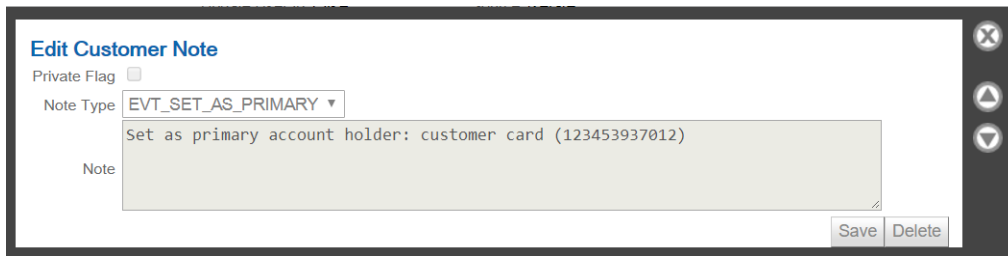 Edit Customer Note
Private Flag
Note Type EVT_SET_AS_PRIMARY
Note Set as primary account holder: customer card (123453937012)
Save Delete